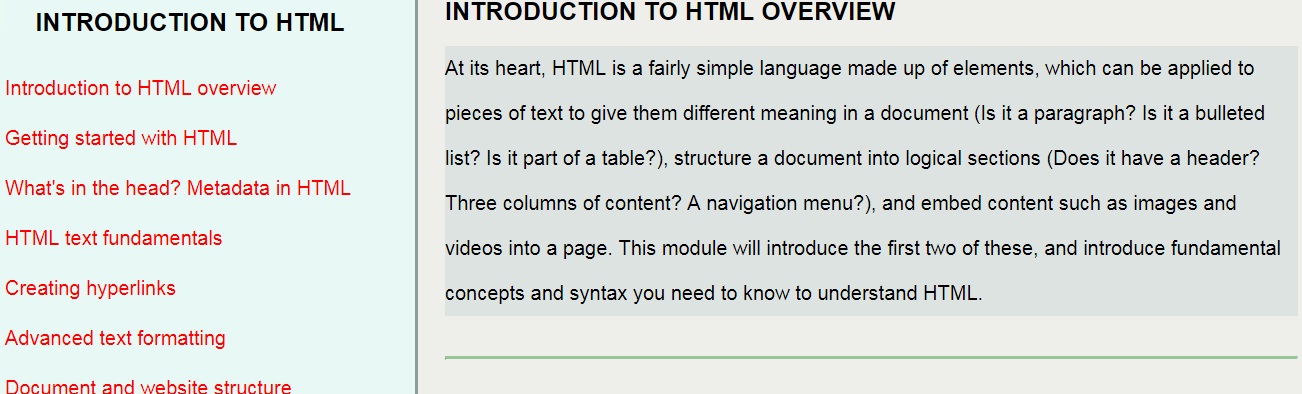 INTRODUCTION TO HTML
Introduction to HTML overview
Getting started with HTML
What's in the head? Metadata in HTML
HTML text fundamentals
Creating hyperlinks
Advanced text formatting
Document and website structure
INTRODUCTION TO HTML OVERVIEW
At its heart, HTML is a fairly simple language made up of elements, which can be applied to
pieces of text to give them different meaning in a document (Is it a paragraph? Is it a bulleted
list? Is it part of a table?), structure a document into logical sections (Does it have a header?
Three columns of content? A navigation menu?), and embed content such as images and
videos into a page. This module will introduce the first two of these, and introduce fundamental
concepts and syntax you need to know to understand HTML.